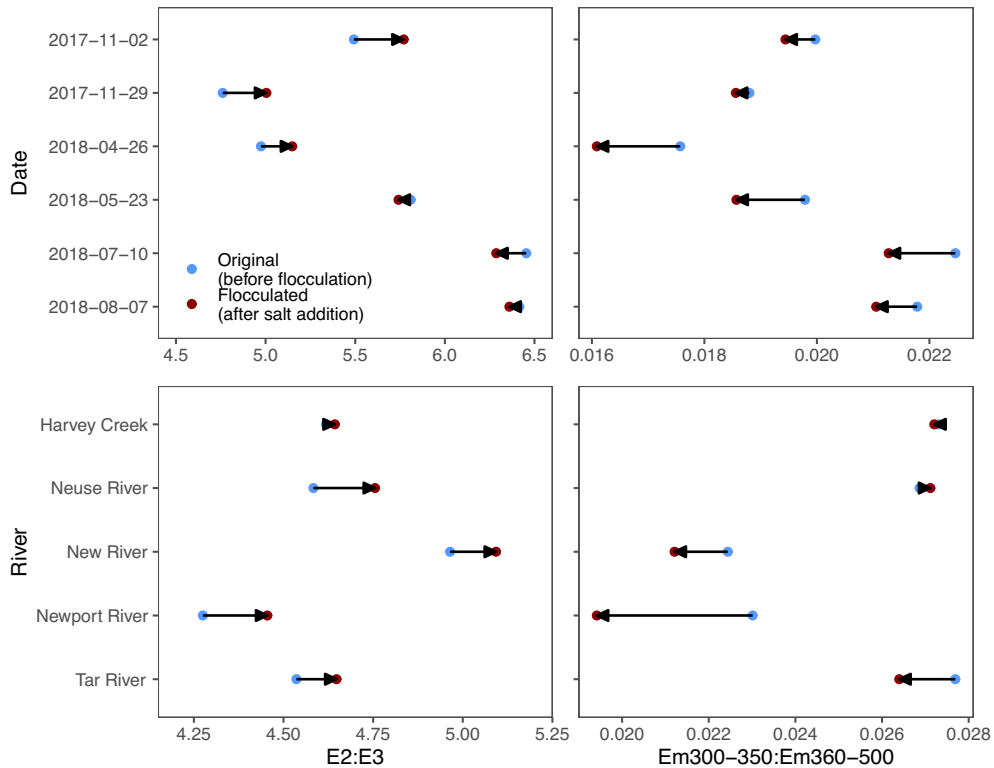 Date
2017−11−02
2017−11−29
2018−04−26
2018−05−23
2018−07−10
2018−08−07
Original
(before flocculation)
Flocculated
(after salt addition)
4.5 5.0 5.5 6.0 6.5
0.016 0.018 0.020 0.022
River
Harvey Creek
Neuse River
New River
Newport River
Tar River
4.25 4.50 4.75 5.00 5.25
0.020 0.022 0.024 0.026 0.028
E2:E3
Em300−350:Em360−500